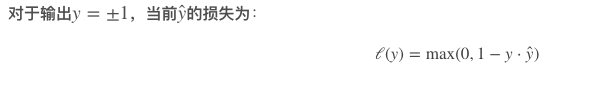 对于输出y = ±1，当前ŷ的损失为：
ℓ(y) = max(0, 1 − y · ŷ)